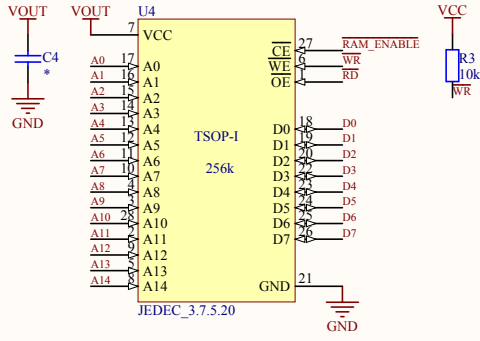 VOUT
VOUT
U4
VCC
7
VCC
C4
*
GND
A0 17 A0
A1 16 A1
A2 15 A2
A3 14 A3
A4 13 A4
A5 12 A5
A6 11 A6
A7 10 A7
A8 4 A8
A9 3 A9
A10 28 A10
A11 2 A11
A12 9 A12
A13 5 A13
A14 8 A14
TSOP-I
256k
CE 27 RAM_ENABLE
WE 6 WR
OE 1 RD
D0 18 D0
D1 19 D1
D2 20 D2
D3 22 D3
D4 23 D4
D5 24 D5
D6 25 D6
D7 26 D7
GND 21
GND
JEDEC_3.7.5.20
R3
10k
WR